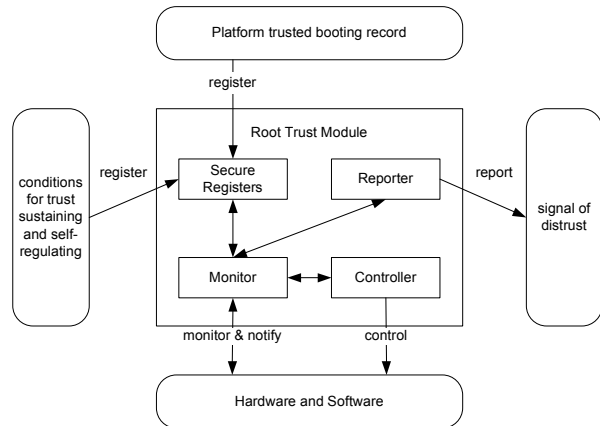 Platform trusted booting record
register
Root Trust Module
conditions
for trust
sustaining
and self-
regulating
register
Secure
Registers
Reporter
report
signal of
distrust
Monitor
Controller
monitor & notify
control
Hardware and Software